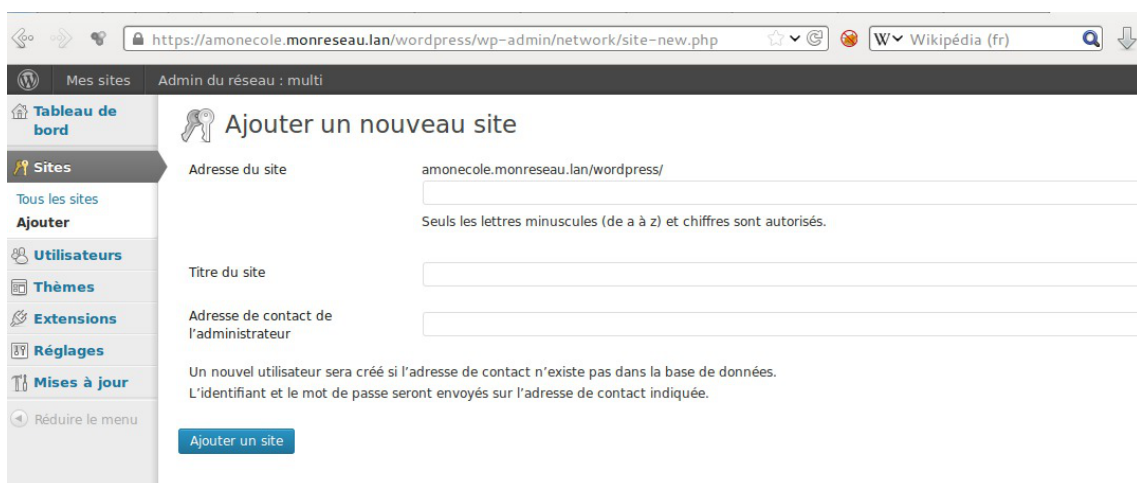 https://amonecole.monreseau.lan/wordpress/wp-admin/network/site-new.php
W Wikipédia (fr)
Mes sites
Admin du réseau : multi
Tableau de
bord
Sites
Tous les sites
Ajouter
Utilisateurs
Thèmes
Extensions
Réglages
Mises à jour
Réduire le menu
Ajouter un nouveau site
Adresse du site
amonecole.monreseau.lan/wordpress/
Seuls les lettres minuscules (de a à z) et chiffres sont autorisés.
Titre du site
Adresse de contact de
l’administrateur
Un nouvel utilisateur sera créé si l’adresse de contact n’existe pas dans la base de données.
L’identifiant et le mot de passe seront envoyés sur l’adresse de contact indiquée.
Ajouter un site